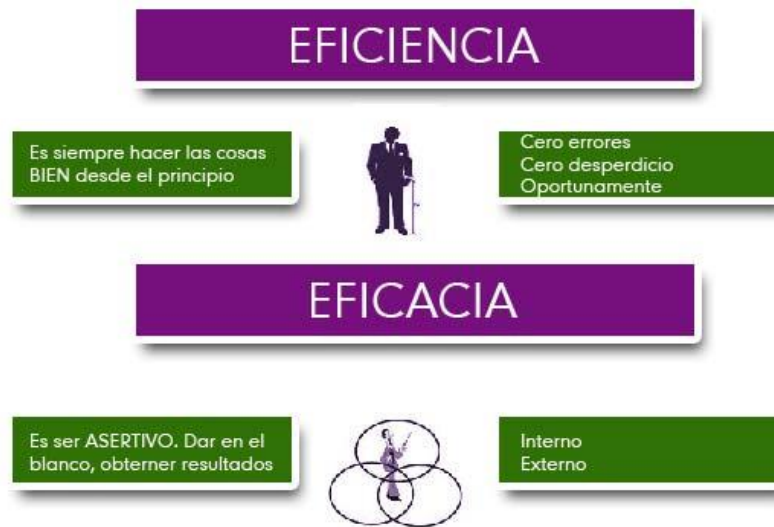 EFICIENCIA
Es siempre hacer las cosas
BIEN desde el principio
Cero errores
Cero desperdicio
Oportunamente
EFICACIA
Es ser ASERTIVO. Dar en el
blanco, obterner resultados
Interno
Externo